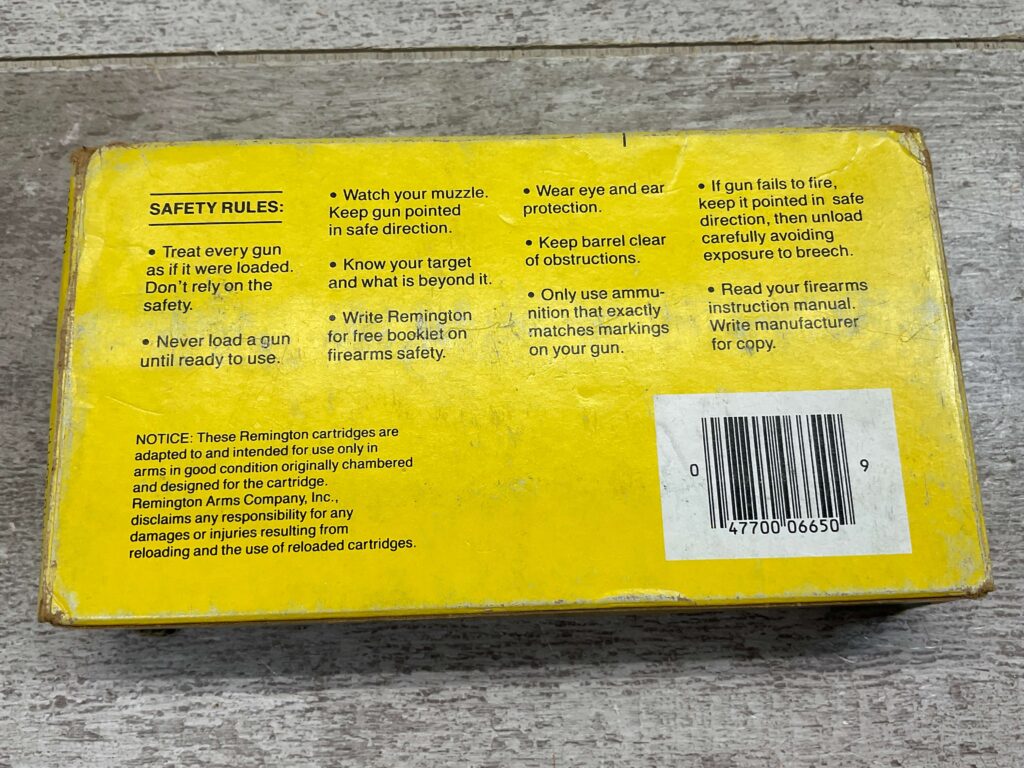 SAFETY RULES:
• Treat every gun
as if it were loaded.
Don't rely on the
safety.
• Never load a gun
until ready to use.
• Watch your muzzle.
Keep gun pointed
in safe direction.
• Know your target
and what is beyond it.
• Write Remington
for free booklet on
firearms safety.
• Wear eye and ear
protection.
• Keep barrel clear
of obstructions.
• Only use ammu-
nition that exactly
matches markings
on your gun.
• If gun fails to fire,
keep it pointed in safe
direction, then unload
carefully avoiding
exposure to breech.
• Read your firearms
instruction manual.
Write manufacturer
for copy.
NOTICE: These Remington cartridges are
adapted to and intended for use only in
arms in good condition originally chambered
and designed for the cartridge.
Remington Arms Company, Inc.,
disclaims any responsibility for any
damages or injuries resulting from
reloading and the use of reloaded cartridges.
0 47700 06650 9